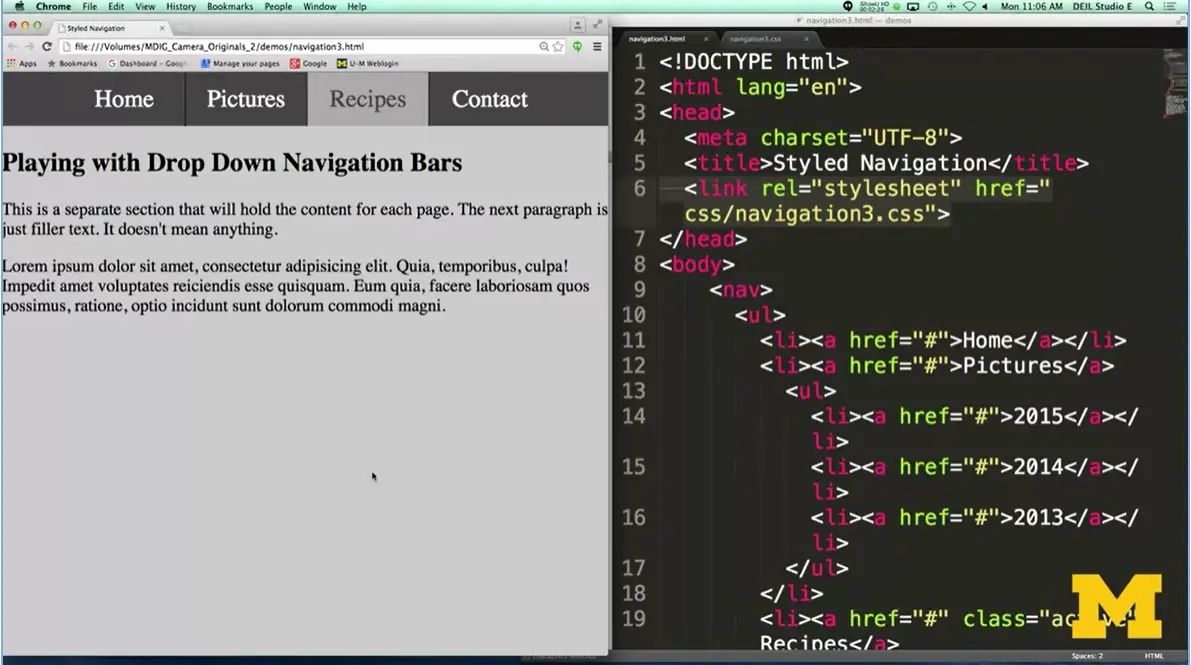 Chrome File Edit View History Bookmarks People Window Help
Mon 11:06 AM DEIL Studio E
Styled Navigation
file:///Volumes/MDIG_Camera_Originals_2/demos/navigation3.html
Apps Bookmarks Dashboard - Goog Manage your pages Google U-M Weblogin
Home Pictures Recipes Contact
Playing with Drop Down Navigation Bars
This is a separate section that will hold the content for each page. The next paragraph is
just filler text. It doesn't mean anything.
Lorem ipsum dolor sit amet, consectetur adipisicing elit. Quia, temporibus, culpa!
Impedit amet voluptates reiciendis esse quisquam. Eum quia, facere laboriosam quos
possimus, ratione, optio incidunt sunt dolorum commodi magni.
navigation3.html — demos
navigation3.html navigation3.css
1 <!DOCTYPE html>
2 <html lang="en">
3 <head>
4 <meta charset="UTF-8">
5 <title>Styled Navigation</title>
6 <link rel="stylesheet" href="
css/navigation3.css">
7 </head>
8 <body>
9 <nav>
10 <ul>
11 <li><a href="#">Home</a></li>
12 <li><a href="#">Pictures</a>
13 <ul>
14 <li><a href="#">2015</a></
li>
15 <li><a href="#">2014</a></
li>
16 <li><a href="#">2013</a></
li>
17 </ul>
18 </li>
19 <li><a href="#" class="active"
Recipes</a>
M
Spaces: 2 HTML